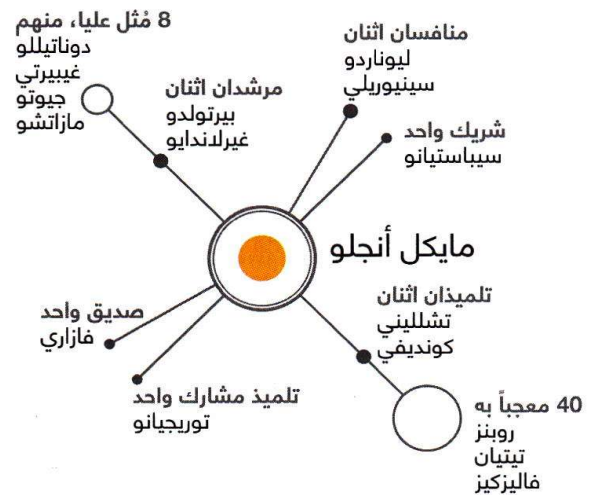 8 مُثل عليا، منهم
دوناتيللو
غيبيرتي
جيوتو
مازاتشو
مرشدان اثنان
بيرتولدو
غيرلاندايو
منافسان اثنان
ليوناردو
سينيوريلي
شريك واحد
سيباستيانو
مايكل أنجلو
تلميذان اثنان
تشلليني
كونديفي
صديق واحد
فازاري
تلميذ مشارك واحد
توريجيانو
40 معجباً به
روبنز
تيتيان
فاليزكيز